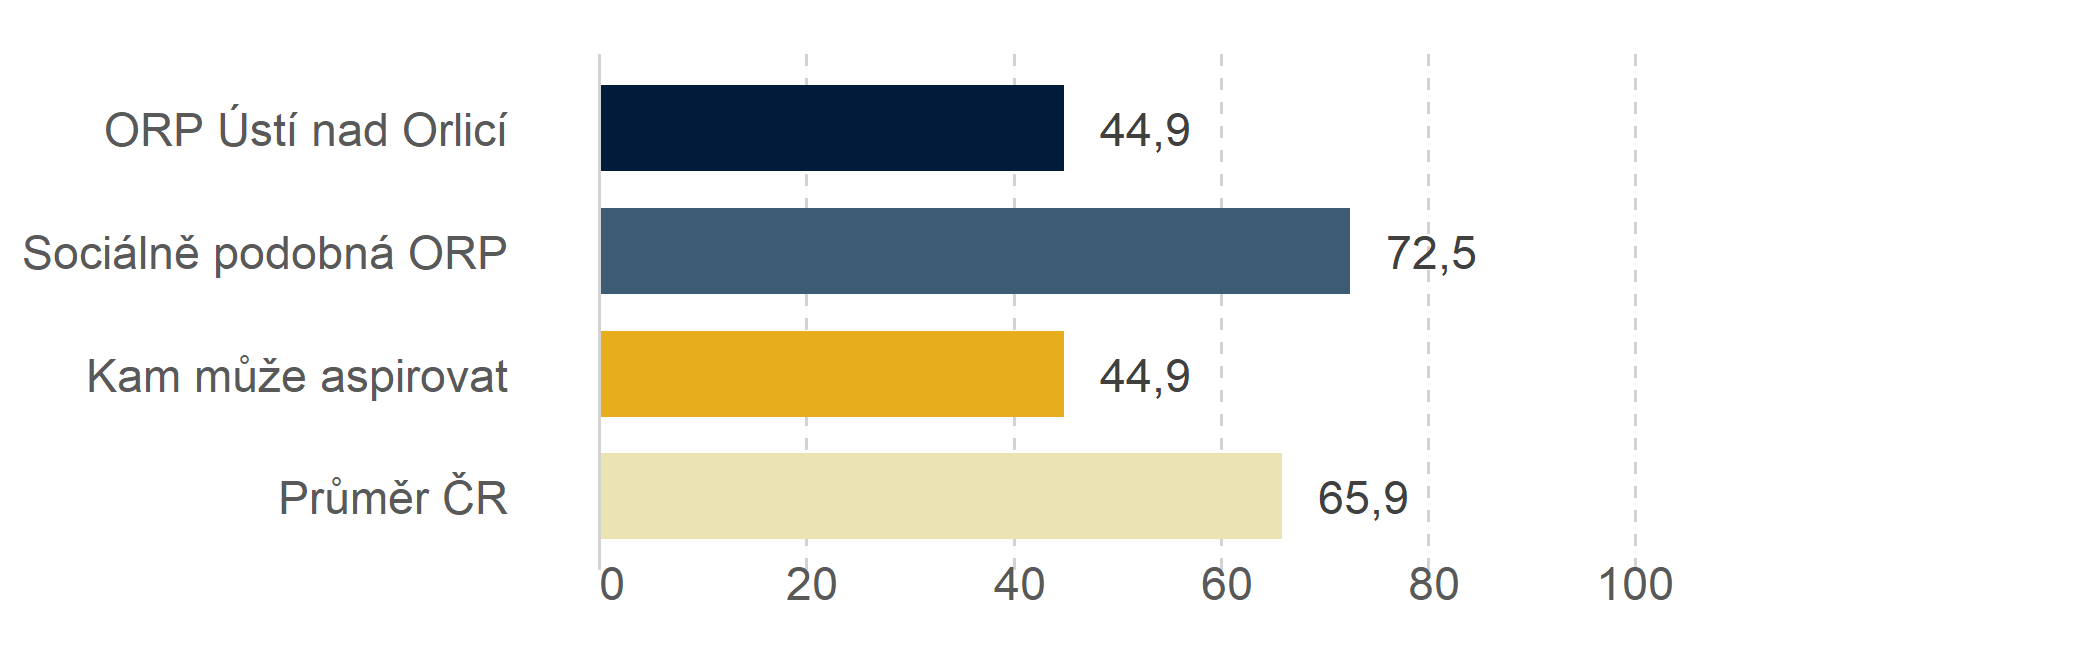 ORP Ústí nad Orlicí 44,9
Sociálně podobná ORP 72,5
Kam může aspirovat 44,9
Průměr ČR 65,9
0 20 40 60 80 100